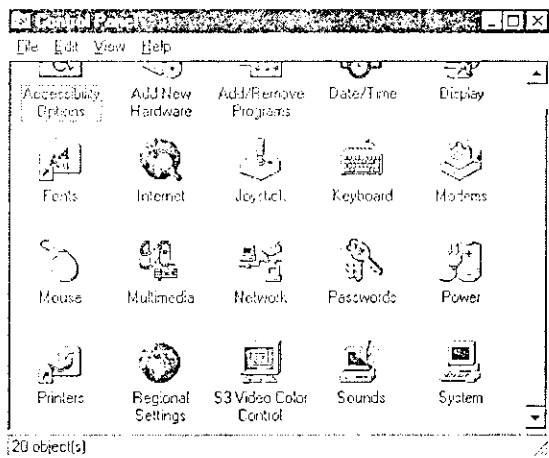 Control Panel
File Edit View Help
Accessibility Options
Add New Hardware
Add/Remove Programs
Date/Time
Display
Fonts
Internet
Joystick
Keyboard
Modems
Mouse
Multimedia
Network
Passwords
Power
Printers
Regional Settings
S3 Video Color Control
Sounds
System
20 object(s)